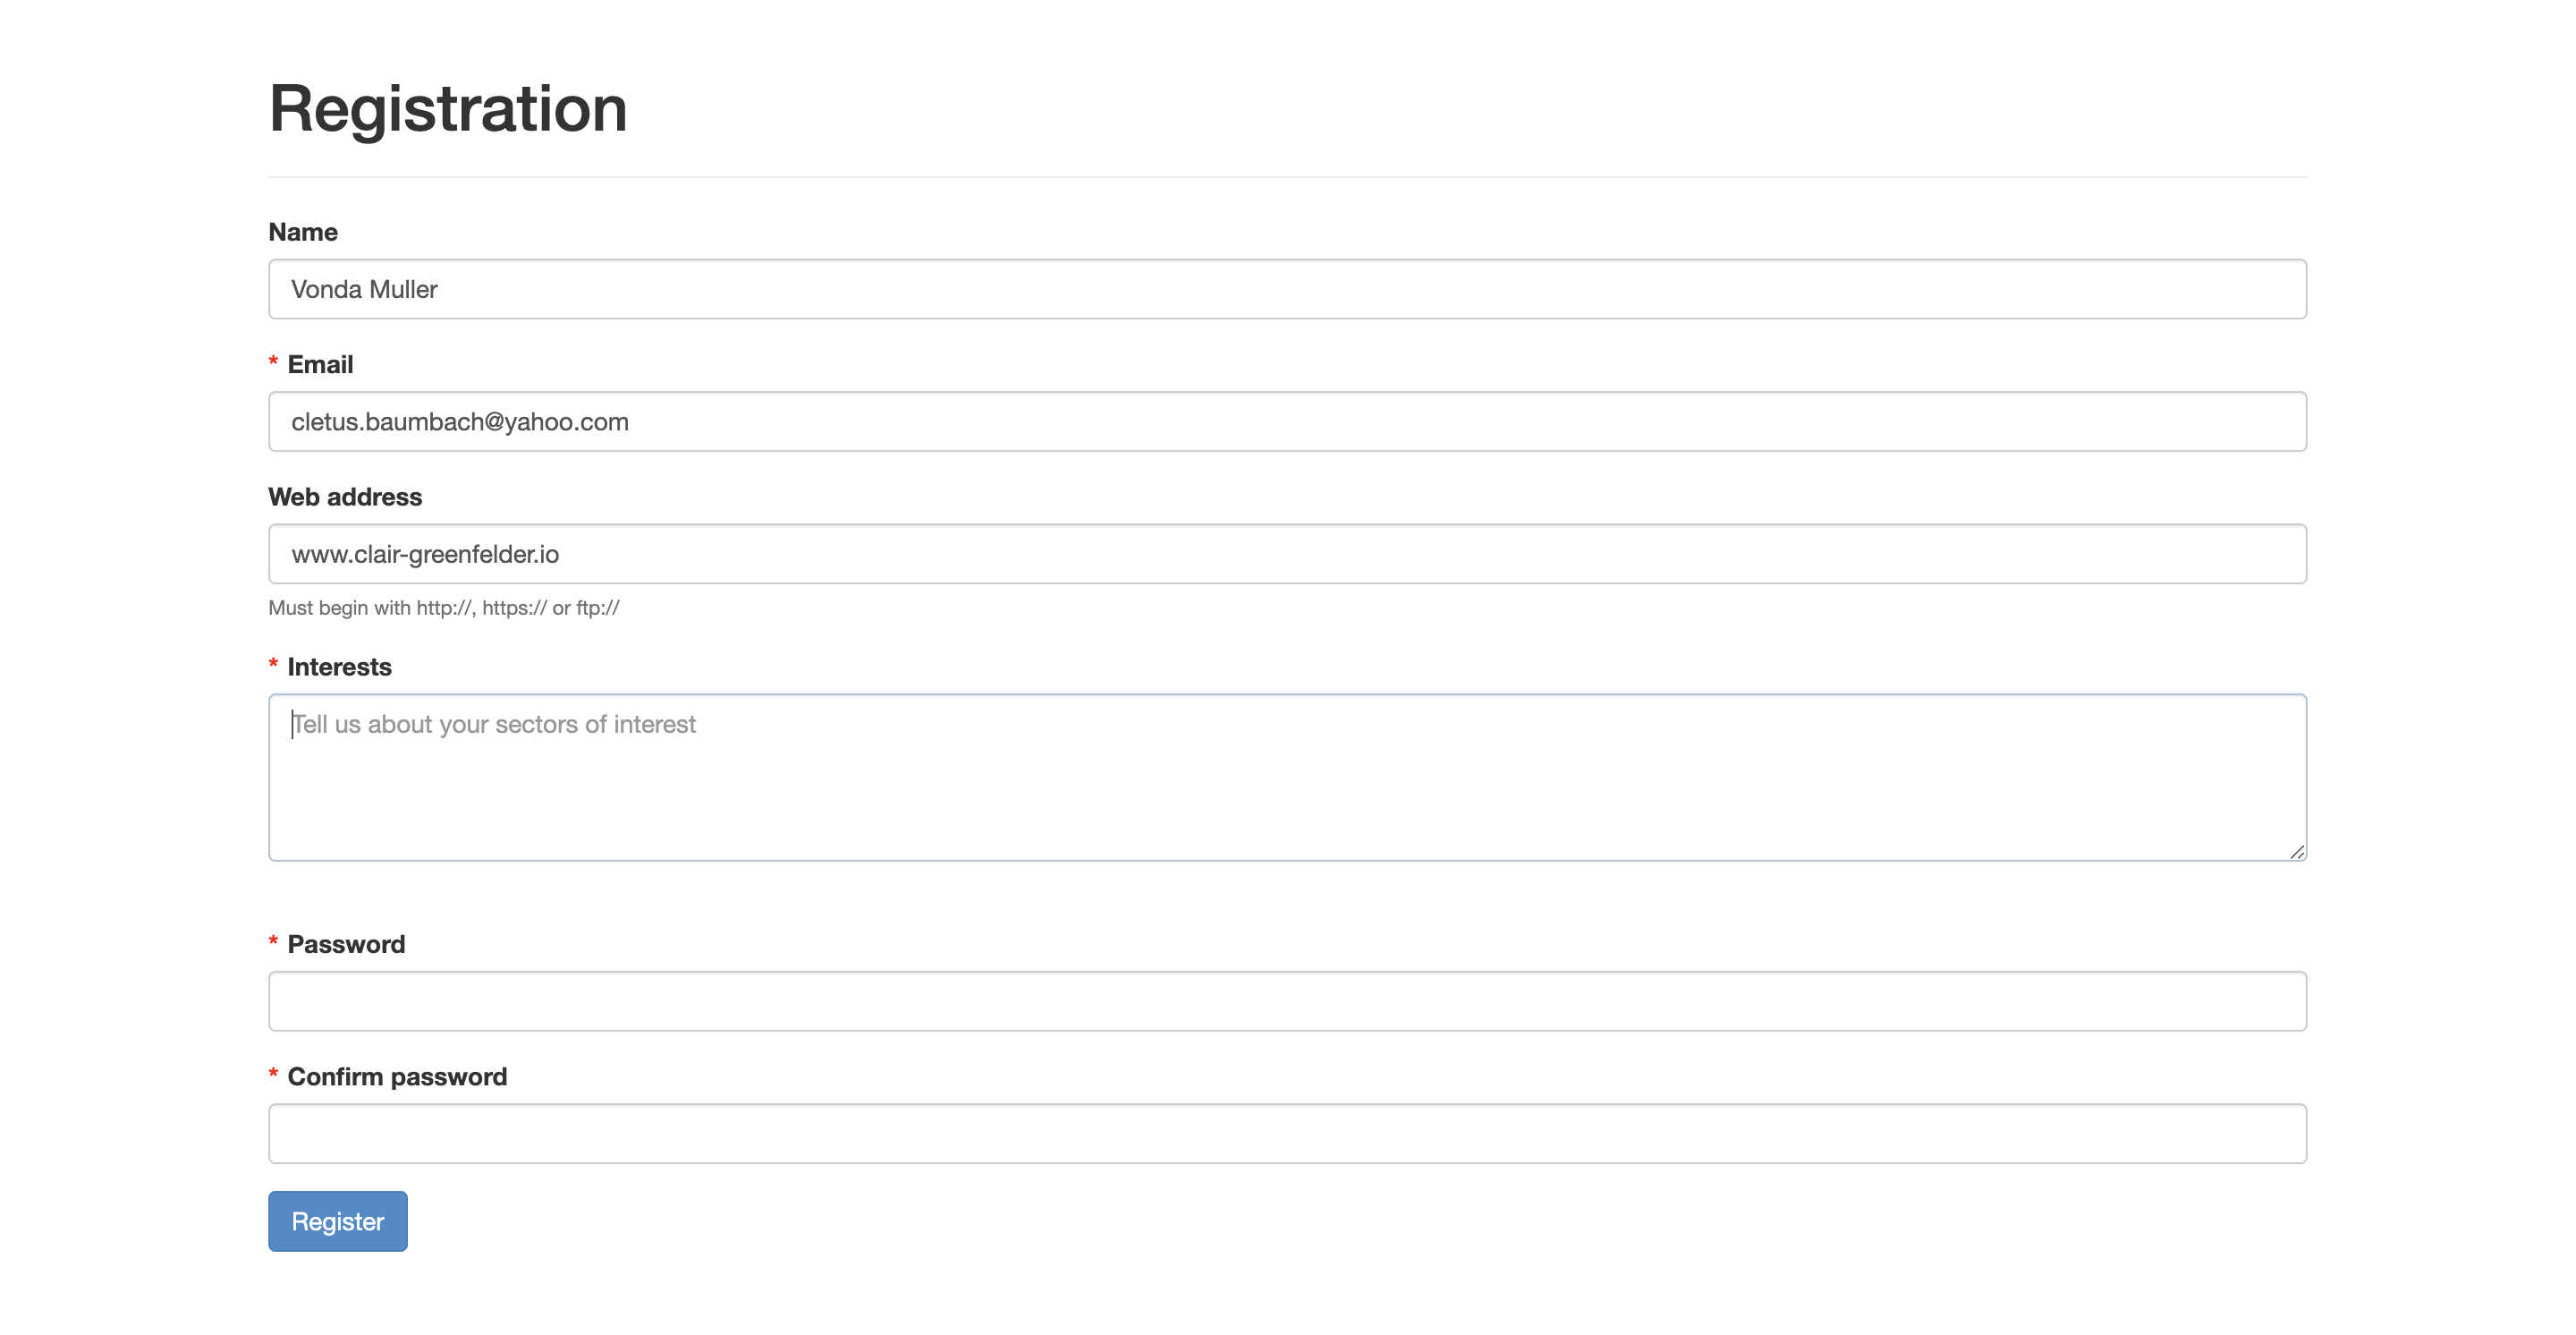 Registration
Name
Vonda Muller
* Email
cletus.baumbach@yahoo.com
Web address
www.clair-greenfelder.io
Must begin with http://, https:// or ftp://
* Interests
Tell us about your sectors of interest
* Password
* Confirm password
Register